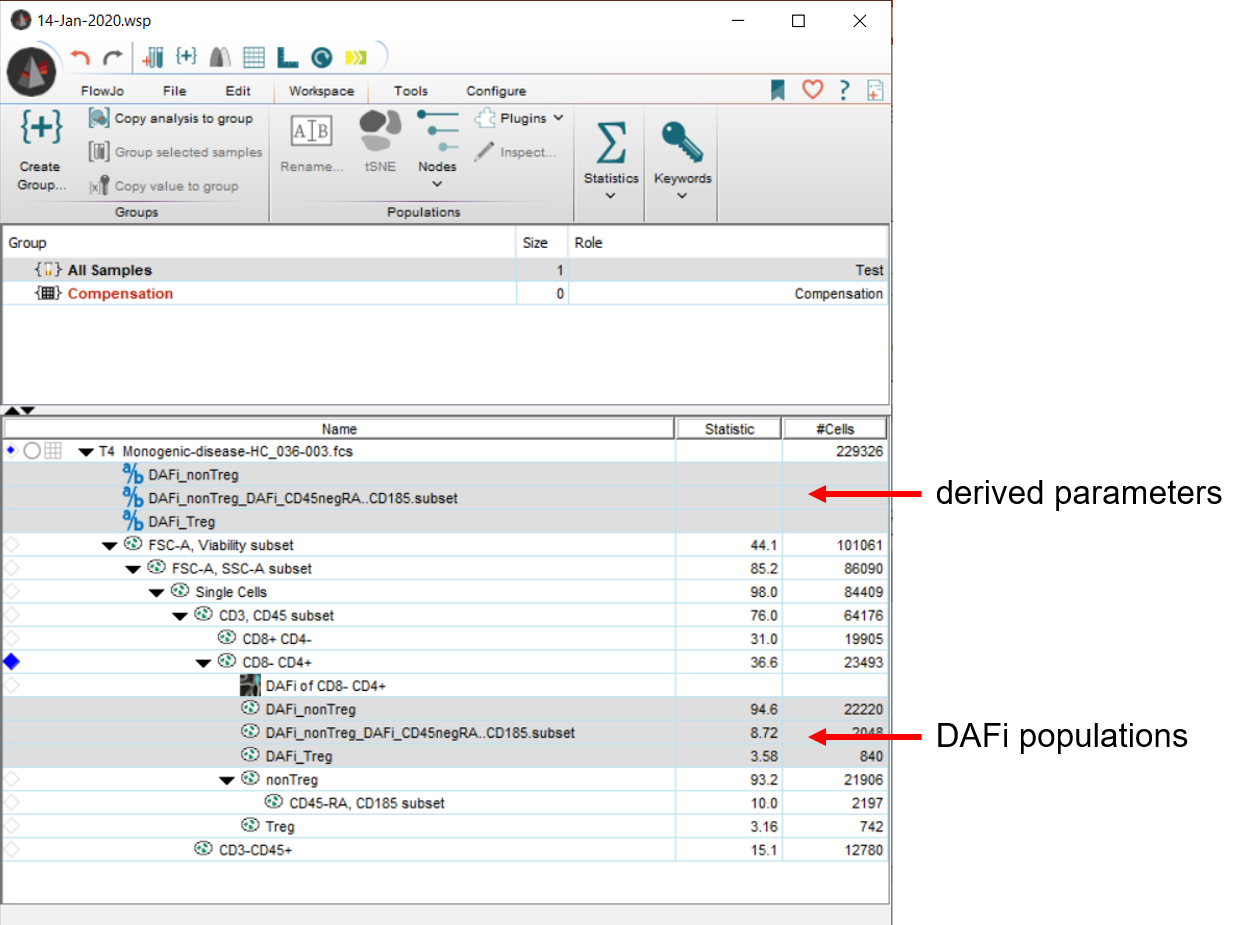 14-Jan-2020.wsp
FlowJo File Edit Workspace Tools Configure
{+} Copy analysis to group A B Plugins
Group selected samples Inspect...
Create Group... Rename... tSNE Nodes Statistics Keywords
Copy value to group
Groups Populations
Group Size Role
All Samples 1 Test
Compensation 0 Compensation
Name Statistic #Cells
T4 Monogenic-disease-HC_036-003.fcs 229326
a/b DAFi_nonTreg
a/b DAFi_nonTreg_DAFi_CD45negRA..CD185.subset
derived parameters
a/b DAFi_Treg
FSC-A, Viability subset 44.1 101061
FSC-A, SSC-A subset 85.2 86090
Single Cells 98.0 84409
CD3, CD45 subset 76.0 64176
CD8+ CD4- 31.0 19905
CD8- CD4+ 36.6 23493
DAFi of CD8- CD4+
DAFi_nonTreg 94.6 22220
DAFi_nonTreg_DAFi_CD45negRA..CD185.subset 8.72 2048
DAFi populations
DAFi_Treg 3.58 840
nonTreg 93.2 21906
CD45-RA, CD185 subset 10.0 2197
Treg 3.16 742
CD3-CD45+ 15.1 12780